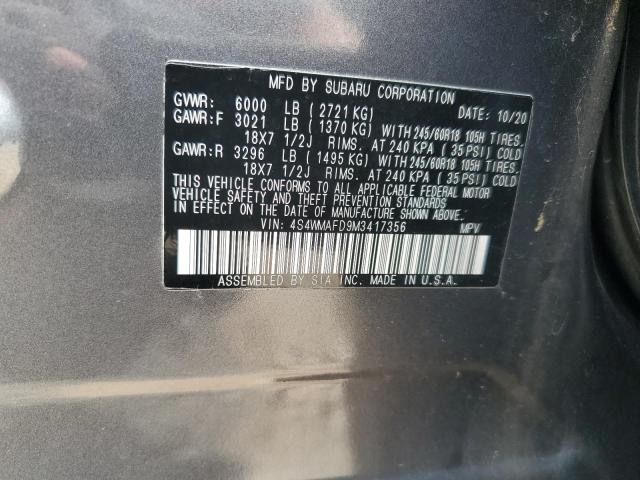 MFD BY SUBARU CORPORATION
GVWR: 6000 LB (2721 KG) DATE: 10/20
GAWR:F 3021 LB (1370 KG) WITH 245/60R18 105H TIRES.
18X7 1/2J RIMS. AT 240 KPA (35 PSI) COLD
GAWR:R 3296 LB (1495 KG) WITH 245/60R18 105H TIRES.
18X7 1/2J RIMS. AT 240 KPA (35 PSI) COLD
THIS VEHICLE CONFORMS TO ALL APPLICABLE FEDERAL MOTOR
VEHICLE SAFETY AND THEFT PREVENTION STANDARDS
IN EFFECT ON THE DATE OF MANUFACTURE SHOWN ABOVE.
VIN: 4S4WMAFD9M3417356 MPV
ASSEMBLED BY SIA INC. MADE IN U.S.A.